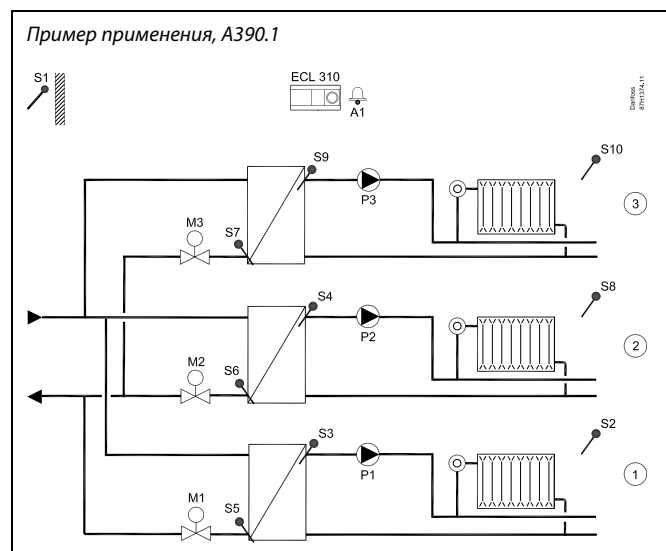 Пример применения, A390.1
S1
ECL 310
A1
Danfoss
87H1374.11
S9
S10
P3
M3
S7
3
S4
S8
P2
M2
S6
2
S3
S2
P1
M1
S5
1